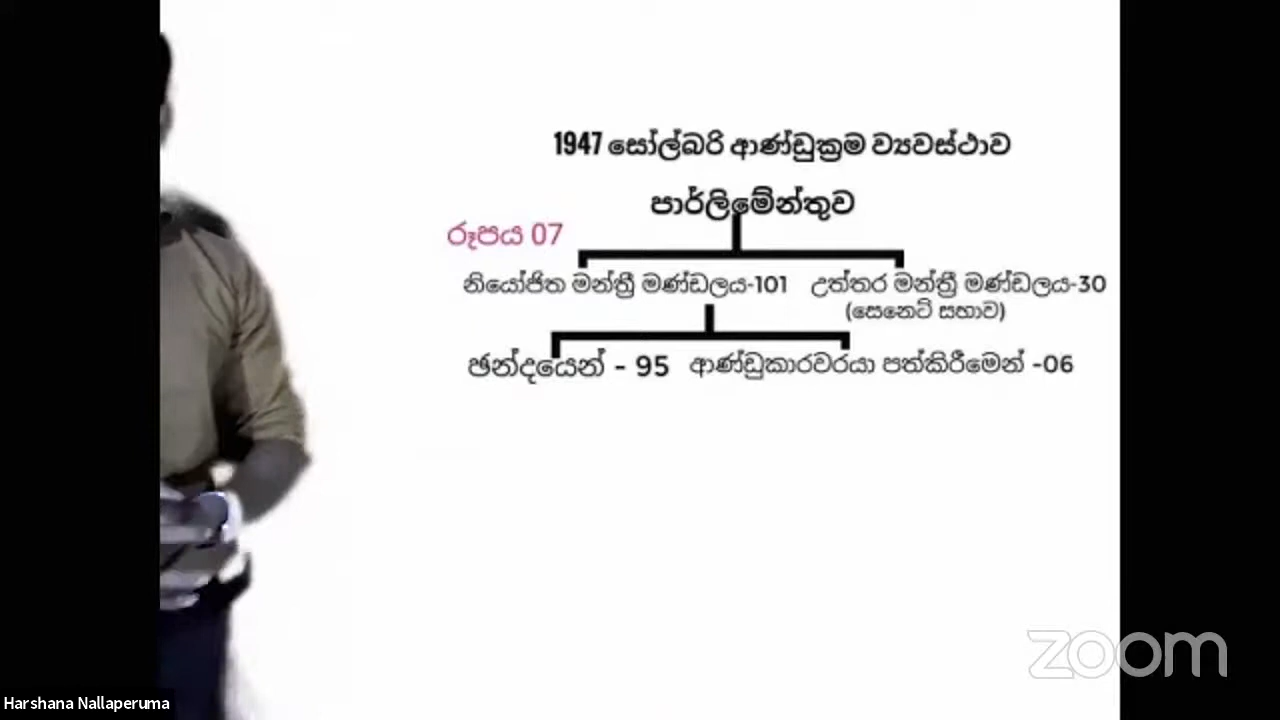 1947 සෝල්බරි ආණ්ඩුක්‍රම ව්‍යවස්ථාව
පාර්ලිමේන්තුව
රූපය 07
නියෝජිත මන්ත්‍රී මණ්ඩලය-101 උත්තර මන්ත්‍රී මණ්ඩලය-30
(සෙනෙට් සභාව)
ඡන්දයෙන් - 95 ආණ්ඩුකාරවරයා පත්කිරීමෙන් -06
zoom
Harshana Nallaperuma